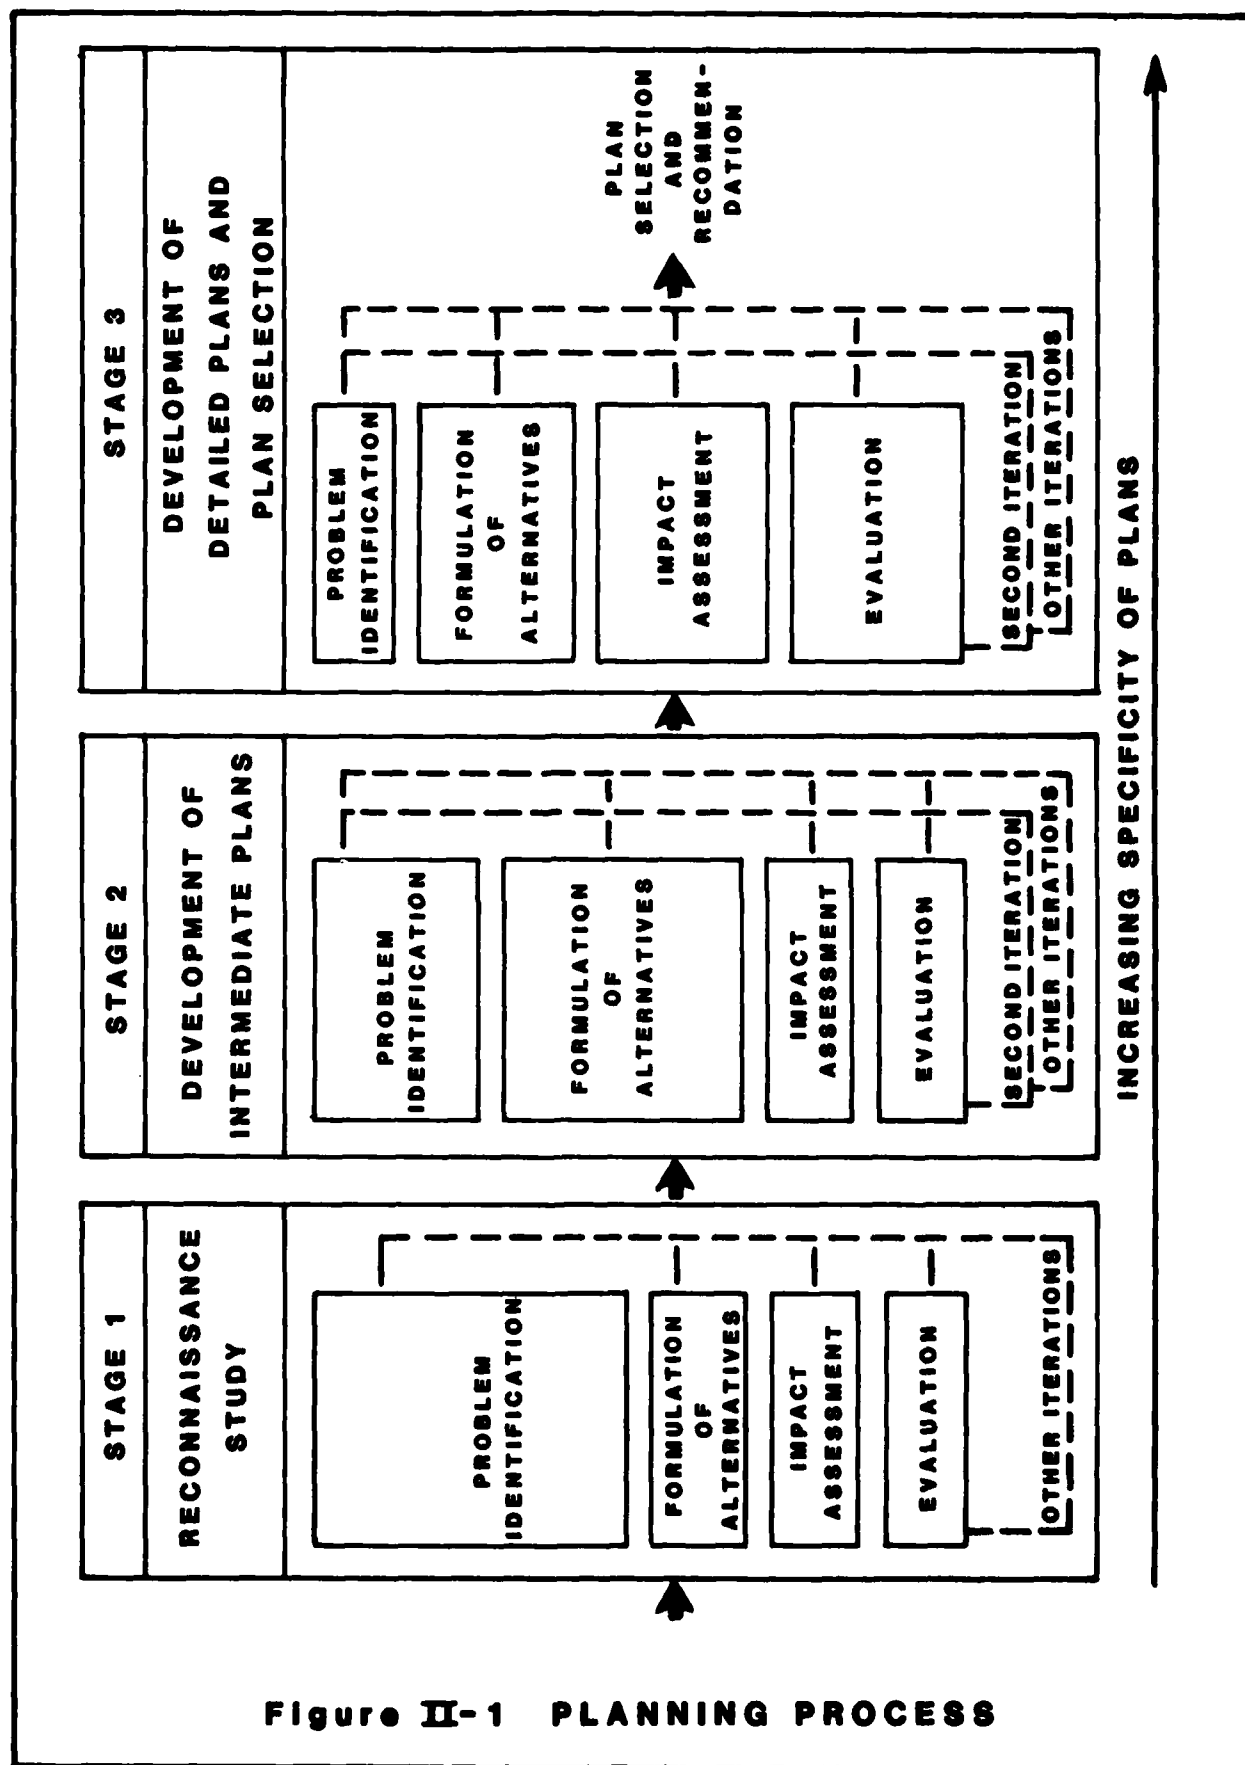 STAGE 1
RECONNAISSANCE
STUDY
PROBLEM
IDENTIFICATION
FORMULATION
OF
ALTERNATIVES
IMPACT
ASSESSMENT
EVALUATION
OTHER ITERATIONS
STAGE 2
DEVELOPMENT OF
INTERMEDIATE PLANS
PROBLEM
IDENTIFICATION
FORMULATION
OF
ALTERNATIVES
IMPACT
ASSESSMENT
EVALUATION
SECOND ITERATION
OTHER ITERATIONS
STAGE 3
DEVELOPMENT OF
DETAILED PLANS AND
PLAN SELECTION
PROBLEM
IDENTIFICATION
FORMULATION
OF
ALTERNATIVES
IMPACT
ASSESSMENT
EVALUATION
SECOND ITERATION
OTHER ITERATIONS
PLAN
SELECTION
AND
RECOMMEN-
DATION
INCREASING SPECIFICITY OF PLANS
Figure II-1 PLANNING PROCESS